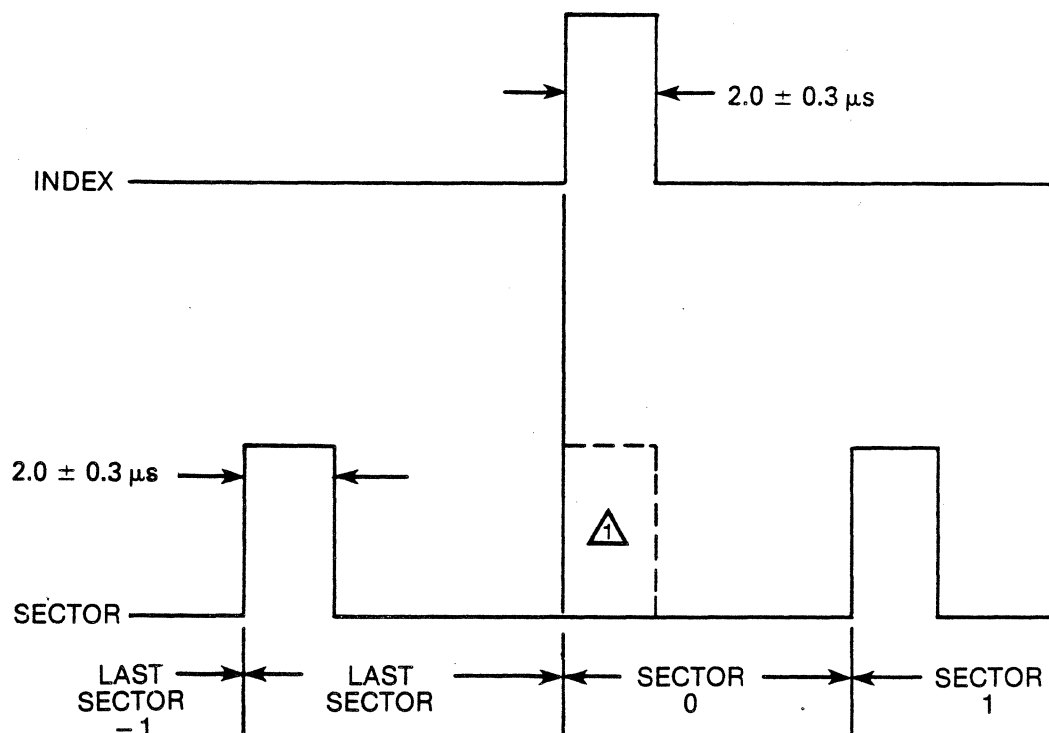 2.0 ± 0.3 µs
INDEX
2.0 ± 0.3 µs
1
SECTOR
LAST
SECTOR
– 1
LAST
SECTOR
SECTOR
0
SECTOR
1